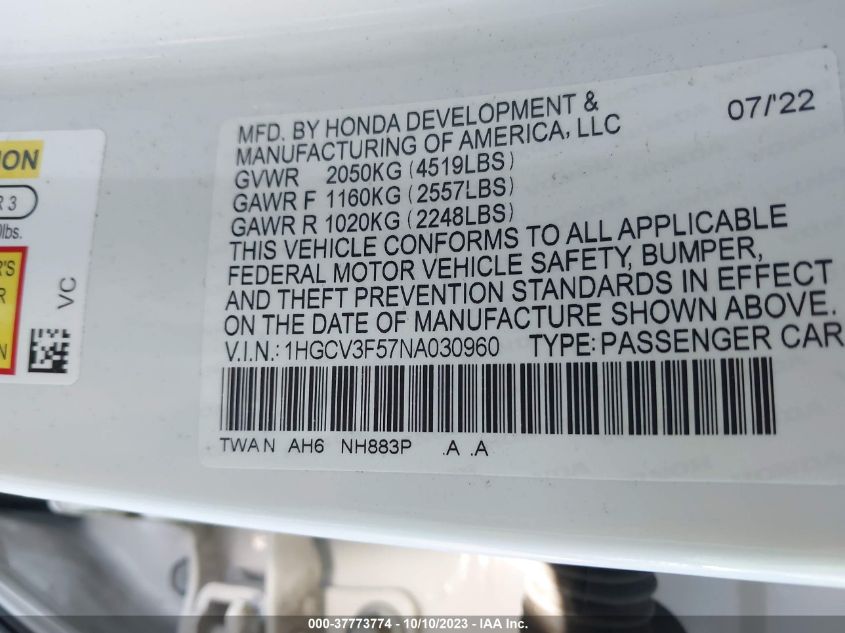 MFD. BY HONDA DEVELOPMENT & 07/'22
MANUFACTURING OF AMERICA, LLC
GVWR 2050KG (4519LBS)
GAWR F 1160KG (2557LBS)
GAWR R 1020KG (2248LBS)
THIS VEHICLE CONFORMS TO ALL APPLICABLE
FEDERAL MOTOR VEHICLE SAFETY, BUMPER,
AND THEFT PREVENTION STANDARDS IN EFFECT
ON THE DATE OF MANUFACTURE SHOWN ABOVE.
V.I.N.: 1HGCV3F57NA030960 TYPE: PASSENGER CAR
TWAN AH6 NH883P .A .A
ION
R 3
lbs.
R'S
R
N
VC
000-37773774 - 10/10/2023 - IAA Inc.